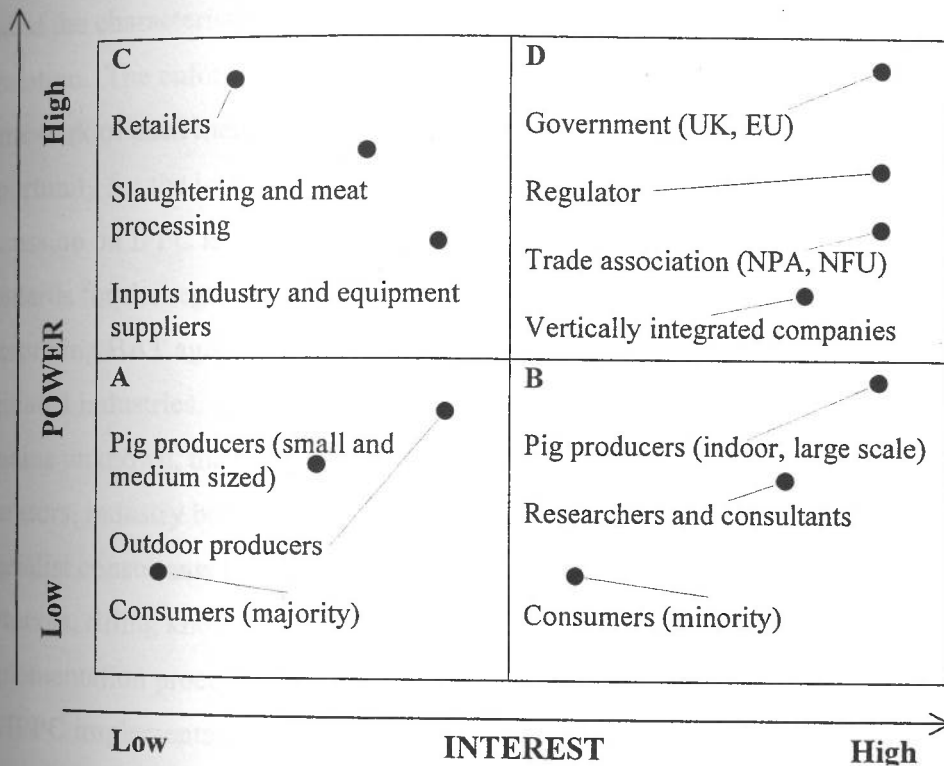 C
Retailers
Slaughtering and meat
processing
Inputs industry and equipment
suppliers
D
Government (UK, EU)
Regulator
Trade association (NPA, NFU)
Vertically integrated companies
A
Pig producers (small and
medium sized)
Outdoor producers
Consumers (majority)
B
Pig producers (indoor, large scale)
Researchers and consultants
Consumers (minority)
High
POWER
Low
Low INTEREST High